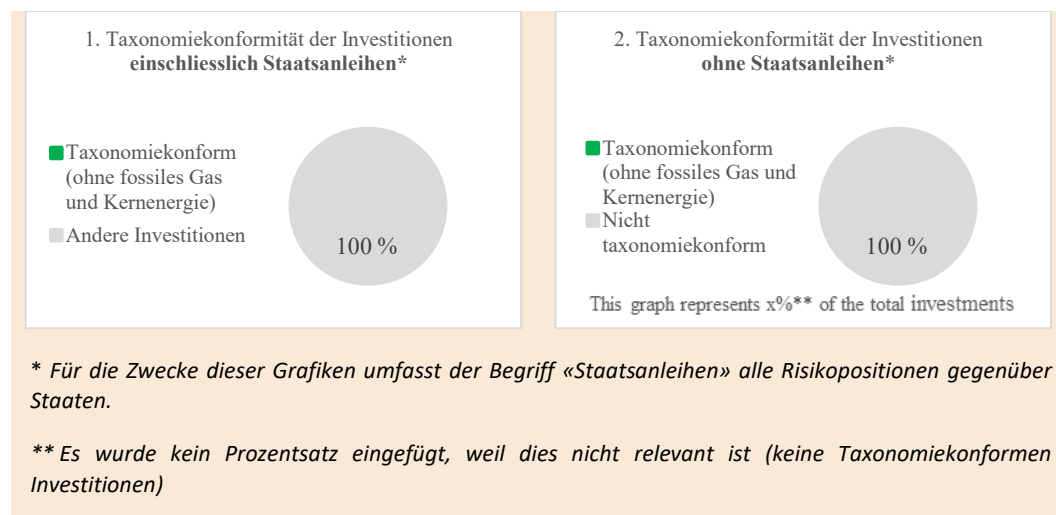 1. Taxonomiekonformität der Investitionen
einschliesslich Staatsanleihen*
Taxonomiekonform
(ohne fossiles Gas
und Kernenergie)
Andere Investitionen
100 %
2. Taxonomiekonformität der Investitionen
ohne Staatsanleihen*
Taxonomiekonform
(ohne fossiles Gas und
Kernenergie)
Nicht
taxonomiekonform
100 %
This graph represents x%** of the total investments
* Für die Zwecke dieser Grafiken umfasst der Begriff «Staatsanleihen» alle Risikopositionen gegenüber
Staaten.
** Es wurde kein Prozentsatz eingefügt, weil dies nicht relevant ist (keine Taxonomiekonformen
Investitionen)